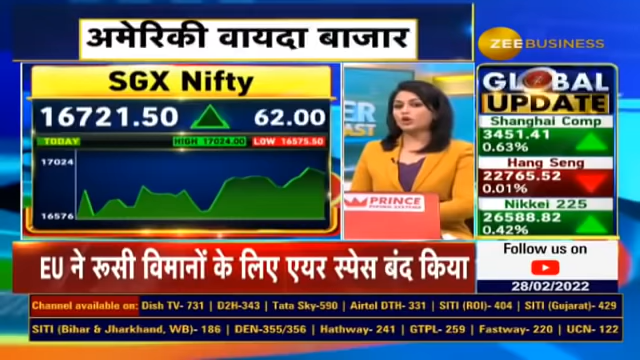 अमेरिकी वायदा बाजार
ZEE BUSINESS
SGX Nifty
16721.50 62.00
TODAY HIGH 17024.00 LOW 16575.50
17024
16576
PRINCE
PIPING SYSTEMS
GLOBAL
UPDATE
Shanghai Comp
3451.41
0.63%
Hang Seng
22765.52
0.01%
Nikkei 225
26588.82
0.42%
EU ने रूसी विमानों के लिए एयर स्पेस बंद किया
Follow us on
28/02/2022
Channel available on: Dish TV- 731 | D2H-343 | Tata Sky-590 | Airtel DTH- 331 | SITI (ROI)- 404 | SITI (Gujarat)- 429
SITI (Bihar & Jharkhand, WB)- 186 | DEN-355/356 | Hathway- 241 | GTPL- 259 | Fastway- 220 | UCN- 122